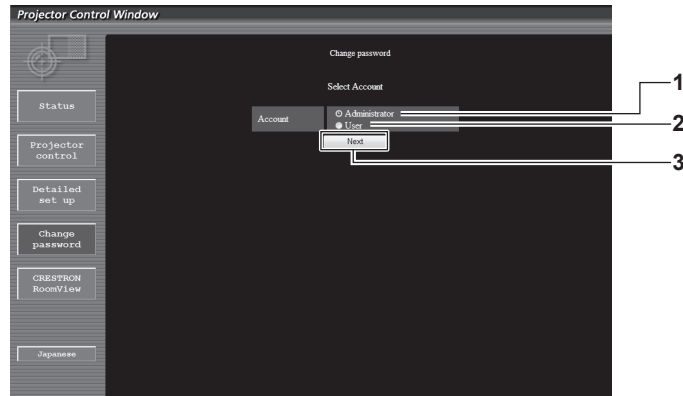 Projector Control Window
Change password
Select Account
Account
Administrator
User
Next
Status
Projector
control
Detailed
set up
Change
password
CRESTRON
RoomView
Japanese
1
2
3